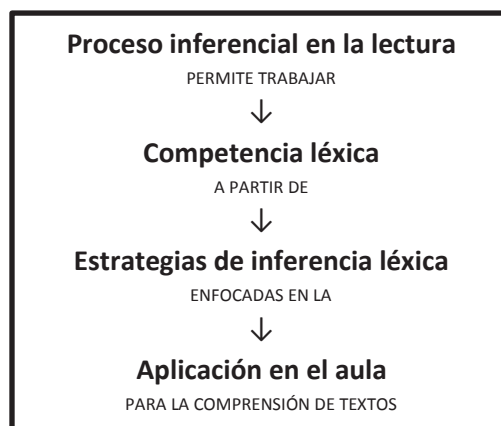 Proceso inferencial en la lectura
PERMITE TRABAJAR
↓
Competencia léxica
A PARTIR DE
↓
Estrategias de inferencia léxica
ENFOCADAS EN LA
↓
Aplicación en el aula
PARA LA COMPRENSIÓN DE TEXTOS